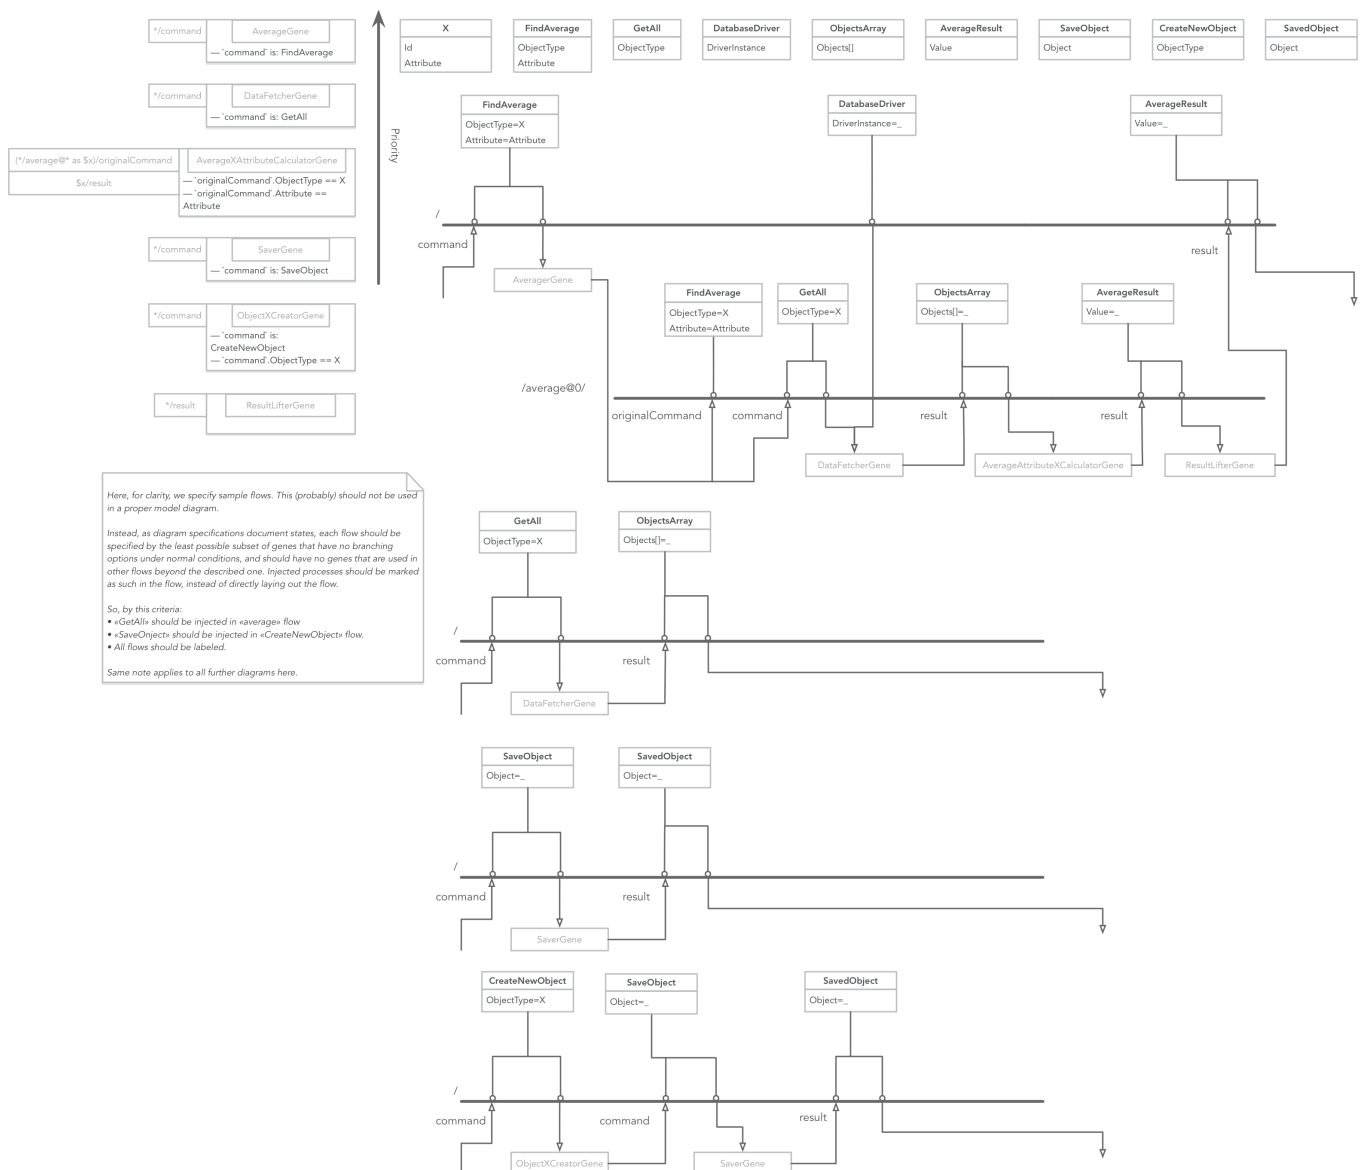 */command
AverageGene
— `command` is: FindAverage
*/command
DataFetcherGene
— `command` is: GetAll
(*/average@* as $x)/originalCommand
$x/result
AverageXAttributeCalculatorGene
— `originalCommand`.ObjectType == X
— `originalCommand`.Attribute ==
Attribute
*/command
SaverGene
— `command` is: SaveObject
*/command
ObjectXCreatorGene
— `command` is:
CreateNewObject
— `command`.ObjectType == X
*/result
ResultLifterGene
Priority
X
Id
Attribute
FindAverage
ObjectType
Attribute
GetAll
ObjectType
DatabaseDriver
DriverInstance
ObjectsArray
Objects[]
AverageResult
Value
SaveObject
Object
CreateNewObject
ObjectType
SavedObject
Object
FindAverage
ObjectType=X
Attribute=Attribute
DatabaseDriver
DriverInstance=_
AverageResult
Value=_
/
command
result
AveragerGene
FindAverage
ObjectType=X
Attribute=Attribute
GetAll
ObjectType=X
ObjectsArray
Objects[]=_
AverageResult
Value=_
/average@0/
originalCommand
command
result
result
DataFetcherGene
AverageAttributeXCalculatorGene
ResultLifterGene
Here, for clarity, we specify sample flows. This (probably) should not be used
in a proper model diagram.
Instead, as diagram specifications document states, each flow should be
specified by the least possible subset of genes that have no branching
options under normal conditions, and should have no genes that are used in
other flows beyond the described one. Injected processes should be marked
as such in the flow, instead of directly laying out the flow.
So, by this criteria:
• «GetAll» should be injected in «average» flow
• «SaveOnject» should be injected in «CreateNewObject» flow.
• All flows should be labeled.
Same note applies to all further diagrams here.
GetAll
ObjectType=X
ObjectsArray
Objects[]=_
/
command
result
DataFetcherGene
SaveObject
Object=_
SavedObject
Object=_
/
command
result
SaverGene
CreateNewObject
ObjectType=X
SaveObject
Object=_
SavedObject
Object=_
/
command
command
result
ObjectXCreatorGene
SaverGene